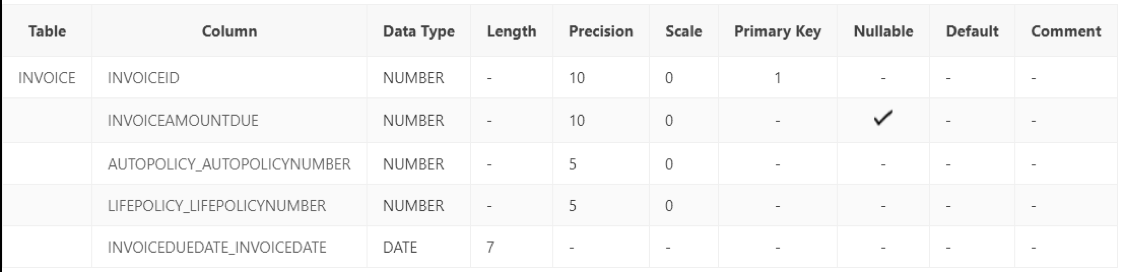 Table Column Data Type Length Precision Scale Primary Key Nullable Default Comment
INVOICE INVOICEID NUMBER - 10 0 1 - - -
INVOICEAMOUNTDUE NUMBER - 10 0 - ✓ - -
AUTOPOLICY_AUTOPOLICYNUMBER NUMBER - 5 0 - - - -
LIFEPOLICY_LIFEPOLICYNUMBER NUMBER - 5 0 - - - -
INVOICEDUEDATE_INVOICEDATE DATE 7 - - - - - -